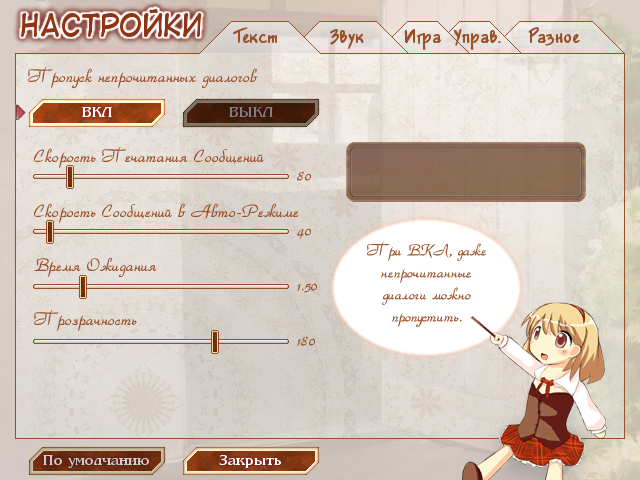 НАСТРОЙКИ
Текст Звук Игра Управ. Разное
Пропуск непрочитанных диалогов
ВКЛ ВЫКЛ
Скорость Печатания Сообщений
80
Скорость Сообщений в Авто-Режиме
40
Время Ожидания
1.50
Прозрачность
180
При ВКЛ, даже
непрочитанные
диалоги можно
пропустить.
По умолчанию Закрыть